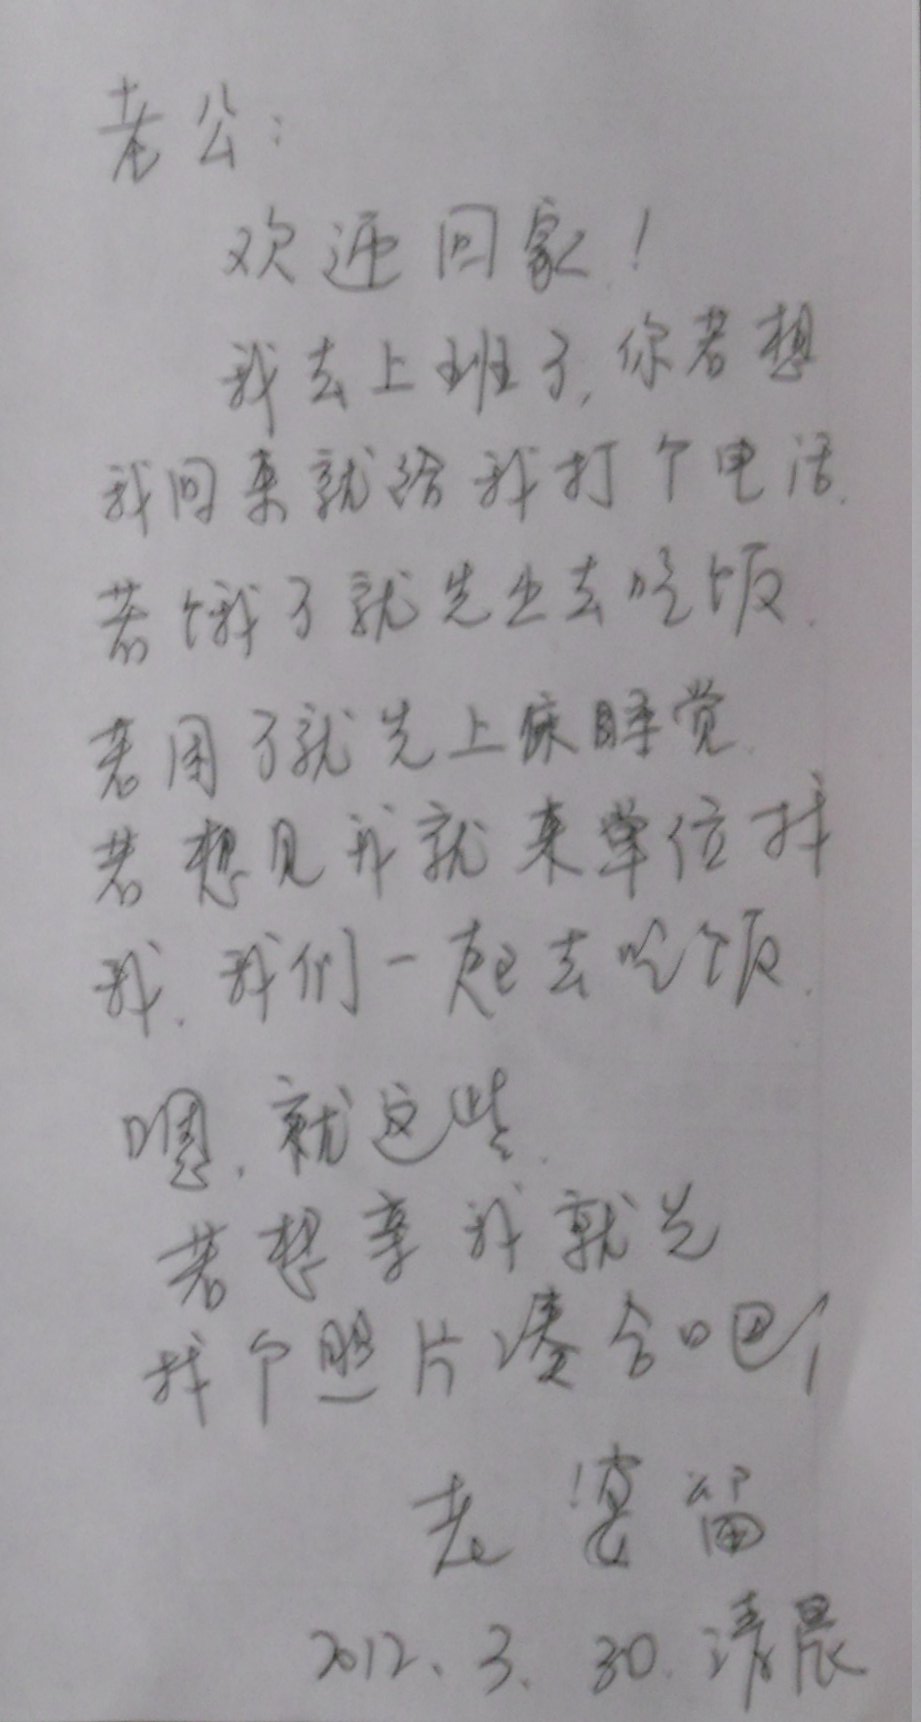 老公：
欢迎回家！
我去上班了，你若想
我回来就给我打个电话.
若饿了就先出去吃饭.
若困了就先上床睡觉.
若想见我就来单位找
我.我们一起去吃饭.
嗯.就这些.
若想亲我就先
找个照片凑合吧！
老婆留
2012.3.30.清晨